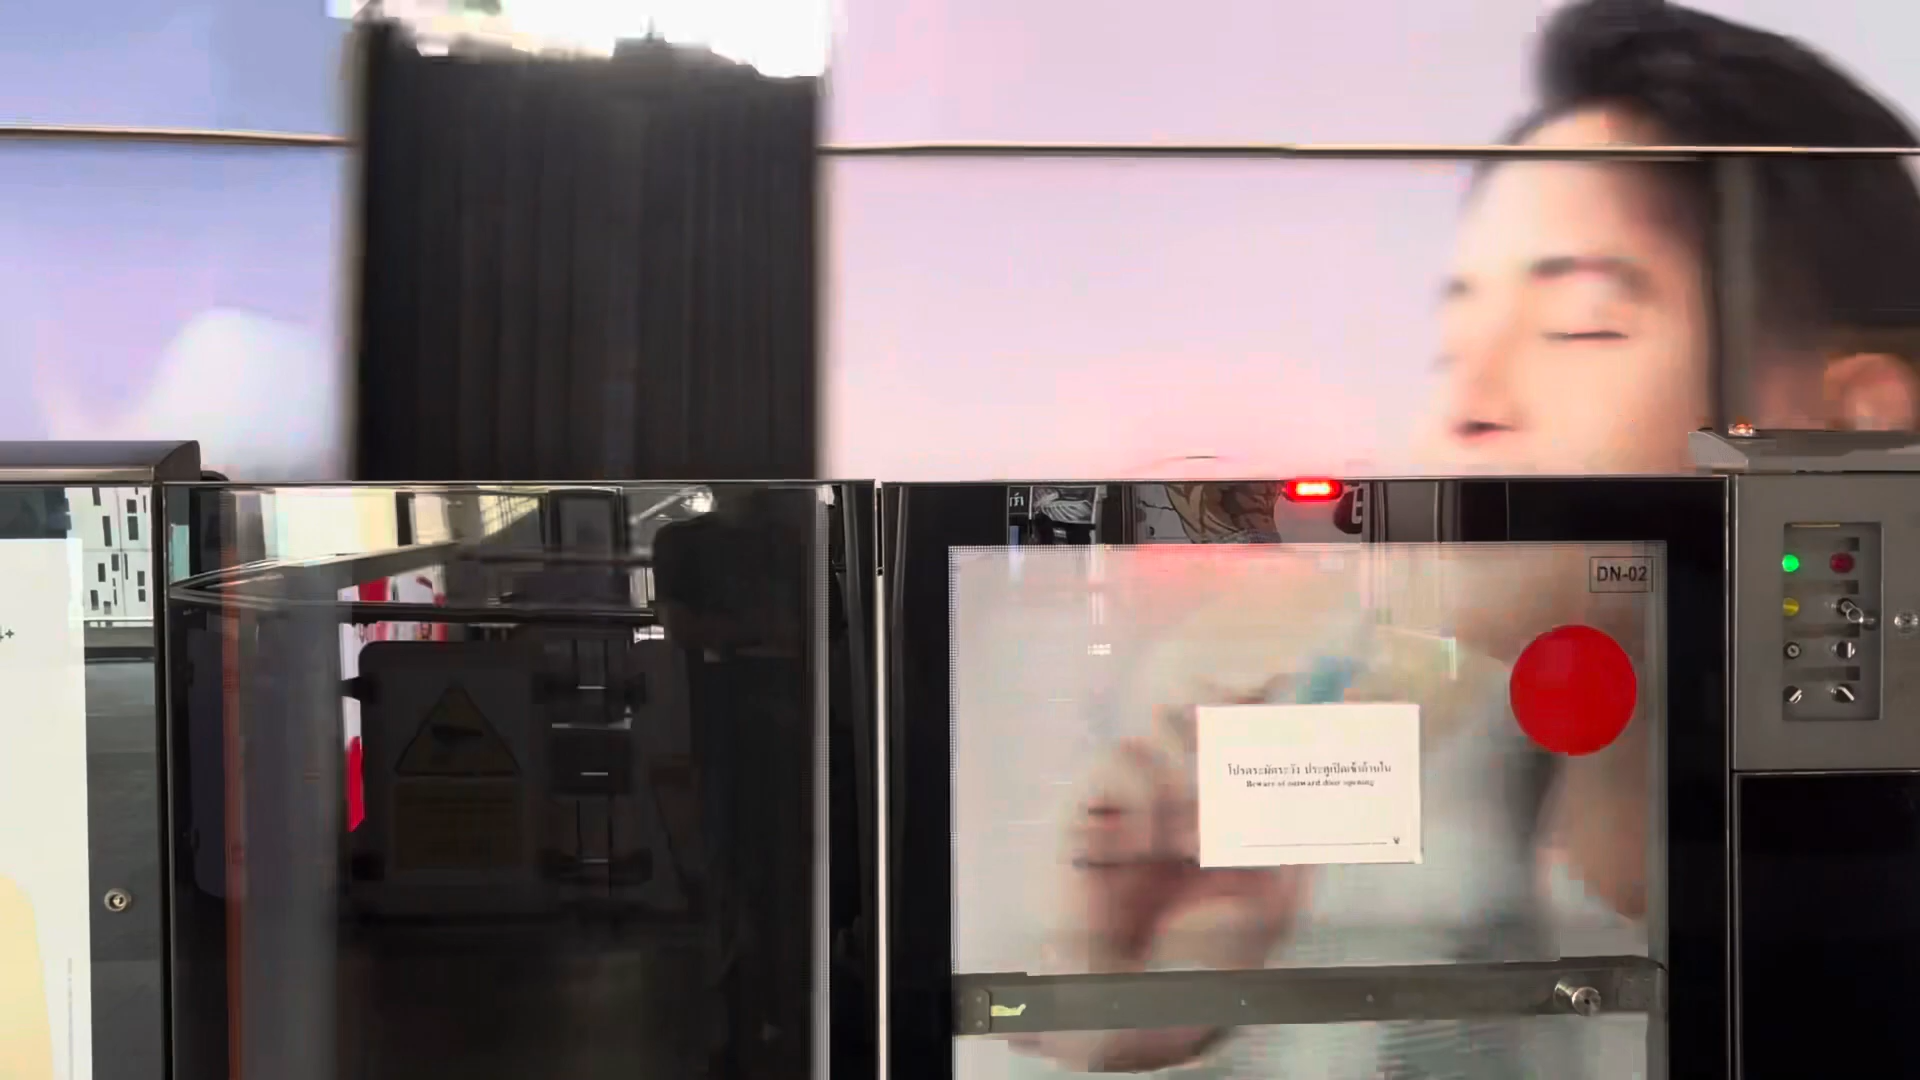 DN-02
โปรดระมัดระวัง ประตูเปิดเข้าด้านใน
Beware of inward door opening